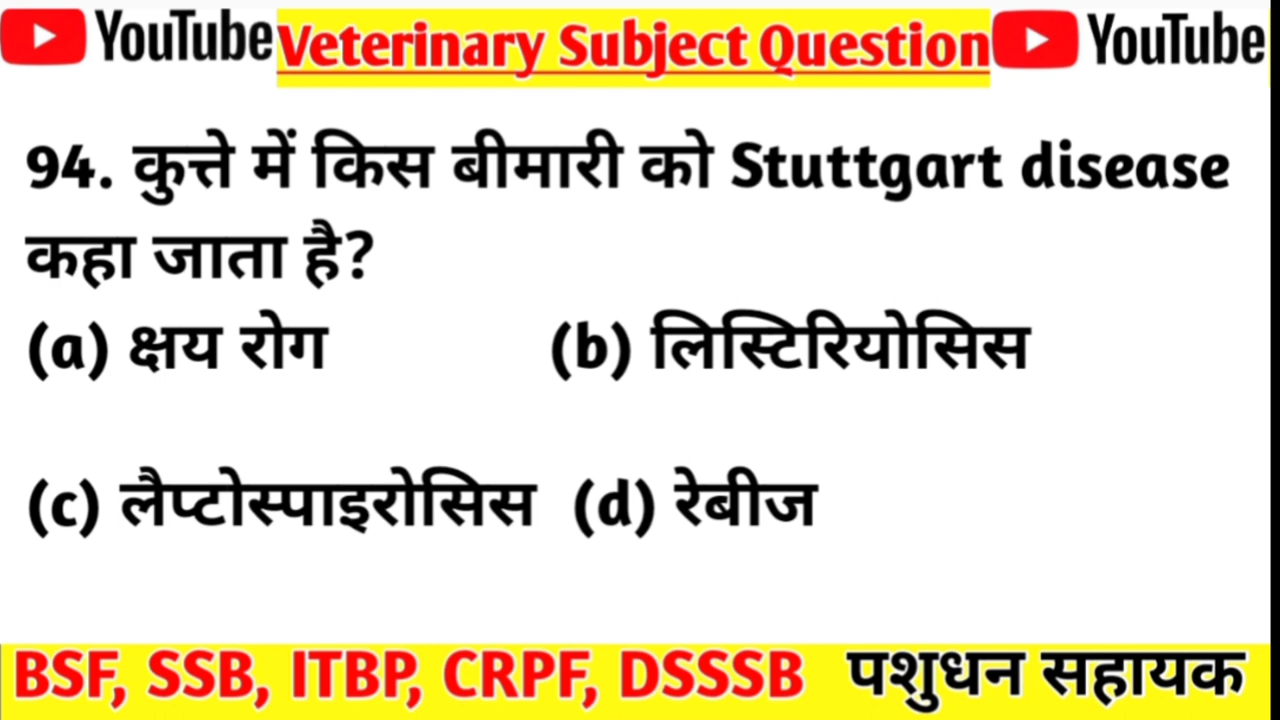 YouTube Veterinary Subject Question YouTube
94. कुत्ते में किस बीमारी को Stuttgart disease
कहा जाता है?
(a) क्षय रोग (b) लिस्टिरियोसिस
(c) लैप्टोस्पाइरोसिस (d) रेबीज
BSF, SSB, ITBP, CRPF, DSSSB पशुधन सहायक